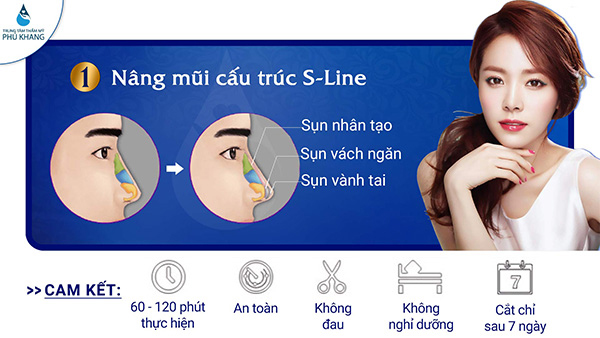 TRUNG TÂM THẨM MỸ
PHÚ KHANG
1 Nâng mũi cấu trúc S-Line
Sụn nhân tạo
Sụn vách ngăn
Sụn vành tai
>> CAM KẾT:
60 - 120 phút
thực hiện
An toàn
Không
đau
Không
nghỉ dưỡng
7
Cắt chỉ
sau 7 ngày